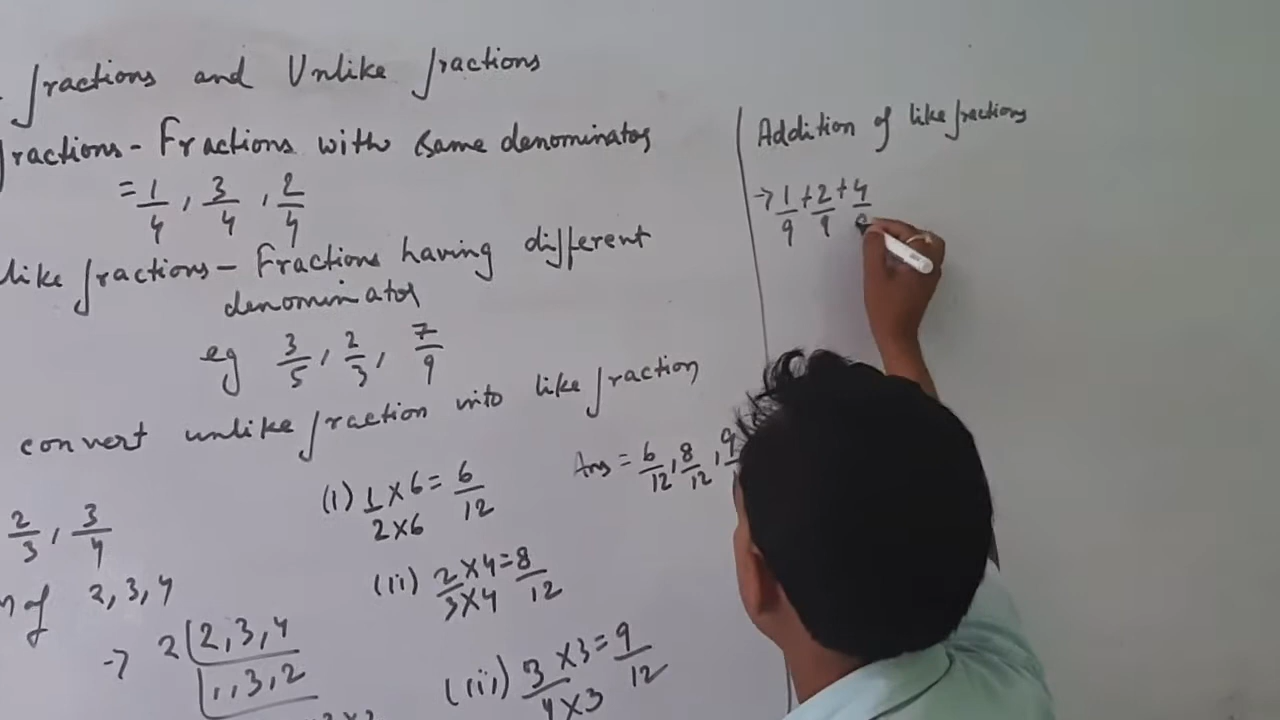 fractions and Unlike fractions
fractions - Fractions with same denominator
= 1/4, 3/4, 2/4
like fractions - Fractions having different
denominator
eg 3/5, 2/3, 7/9
convert unlike fraction into like fraction
2/3, 3/4
of 2, 3, 4
→ 2 | 2, 3, 4
1, 3, 2
(i) 1 × 6 / 2 × 6 = 6/12
(ii) 2 × 4 / 3 × 4 = 8/12
(iii) 3 × 3 / 4 × 3 = 9/12
Ans = 6/12, 8/12, 9
Addition of like fractions
→ 1/9 + 2/9 + 4/